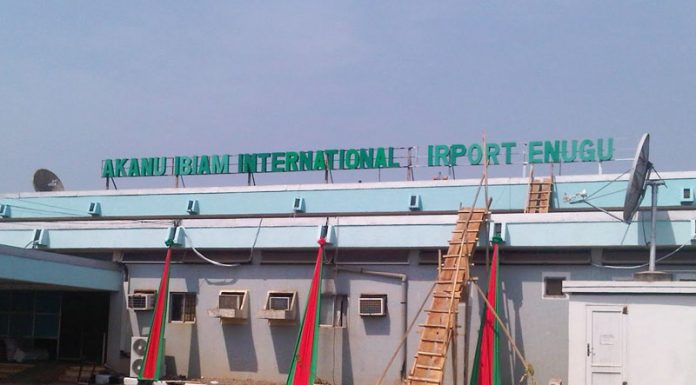 AKANU IBIAM INTERNATIONAL IRPORT ENUGU